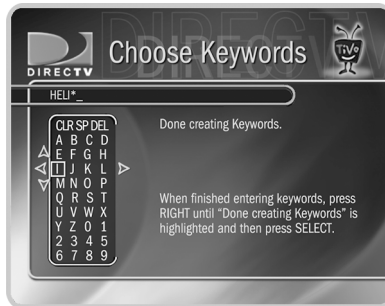 DIRECTV
Choose Keywords
TiVo
HELI*_
Done creating Keywords.
CLR SP DEL
A B C D
E F G H
I J K L
M N O P
Q R S T
U V W X
Y Z 0 1
2 3 4 5
6 7 8 9
When finished entering keywords, press
RIGHT until “Done creating Keywords” is
highlighted and then press SELECT.